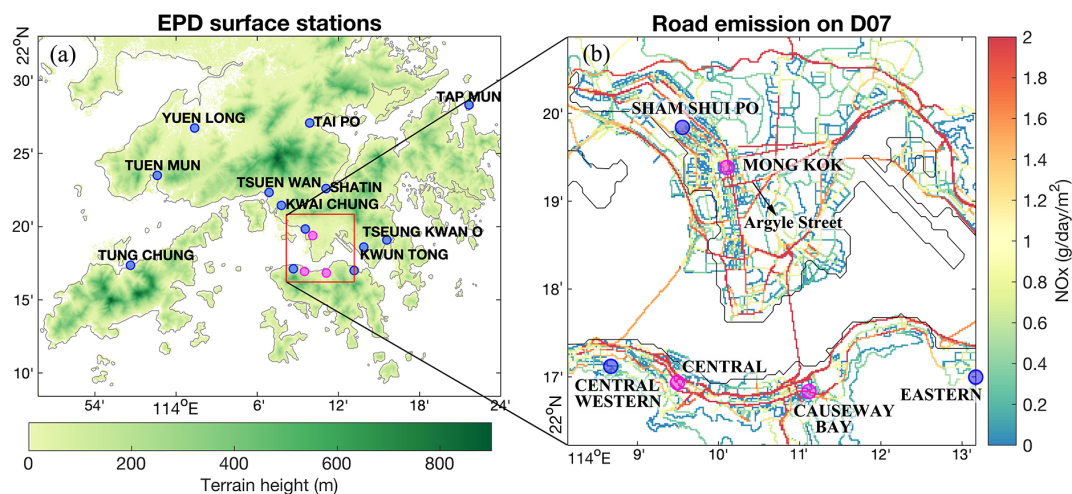 EPD surface stations
Road emission on D07
22°N
(a)
30'
25'
20'
15'
10'
TAP MUN
YUEN LONG
TAI PO
TUEN MUN
TSUEN WAN
SHATIN
KWAI CHUNG
TSEUNG KWAN O
KWUN TONG
TUNG CHUNG
54'
114°E
6'
12'
18'
24'
0
200
400
600
800
Terrain height (m)
(b)
20'
19'
18'
17'
22°N
SHAM SHUI PO
MONG KOK
Argyle Street
CENTRAL
CENTRAL
WESTERN
CAUSEWAY
BAY
EASTERN
114°E
9'
10'
11'
12'
13'
2
1.8
1.6
1.4
1.2
1
0.8
0.6
0.4
0.2
0
NOx (g/day/m²)